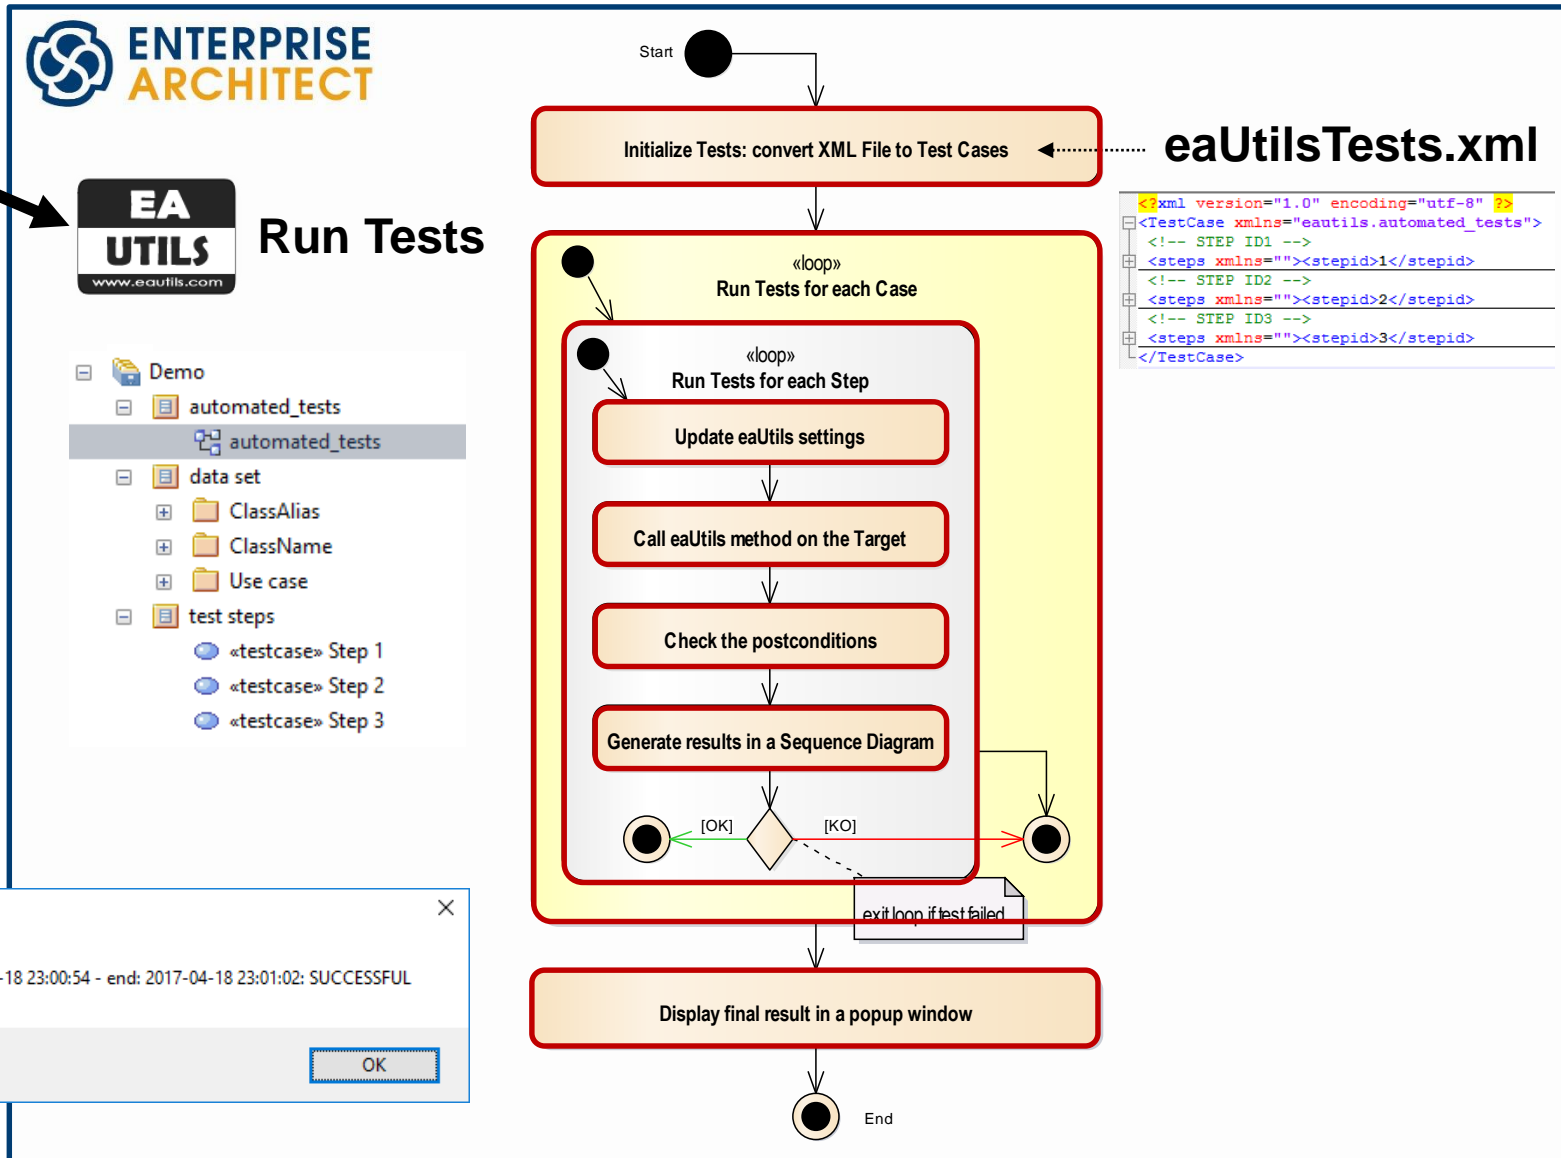 ENTERPRISE
ARCHITECT
EA
UTILS
www.eautils.com
Run Tests
Demo
automated_tests
automated_tests
data set
ClassAlias
ClassName
Use case
test steps
«testcase» Step 1
«testcase» Step 2
«testcase» Step 3
-18 23:00:54 - end: 2017-04-18 23:01:02: SUCCESSFUL
OK
Start
Initialize Tests: convert XML File to Test Cases
«loop»
Run Tests for each Case
«loop»
Run Tests for each Step
Update eaUtils settings
Call eaUtils method on the Target
Check the postconditions
Generate results in a Sequence Diagram
[OK]
[KO]
exit loop if test failed
Display final result in a popup window
End
eaUtilsTests.xml
<?xml version="1.0" encoding="utf-8" ?>
<TestCase xmlns="eautils.automated_tests">
<!-- STEP ID1 -->
<steps xmlns=""><stepid>1</stepid>
<!-- STEP ID2 -->
<steps xmlns=""><stepid>2</stepid>
<!-- STEP ID3 -->
<steps xmlns=""><stepid>3</stepid>
</TestCase>